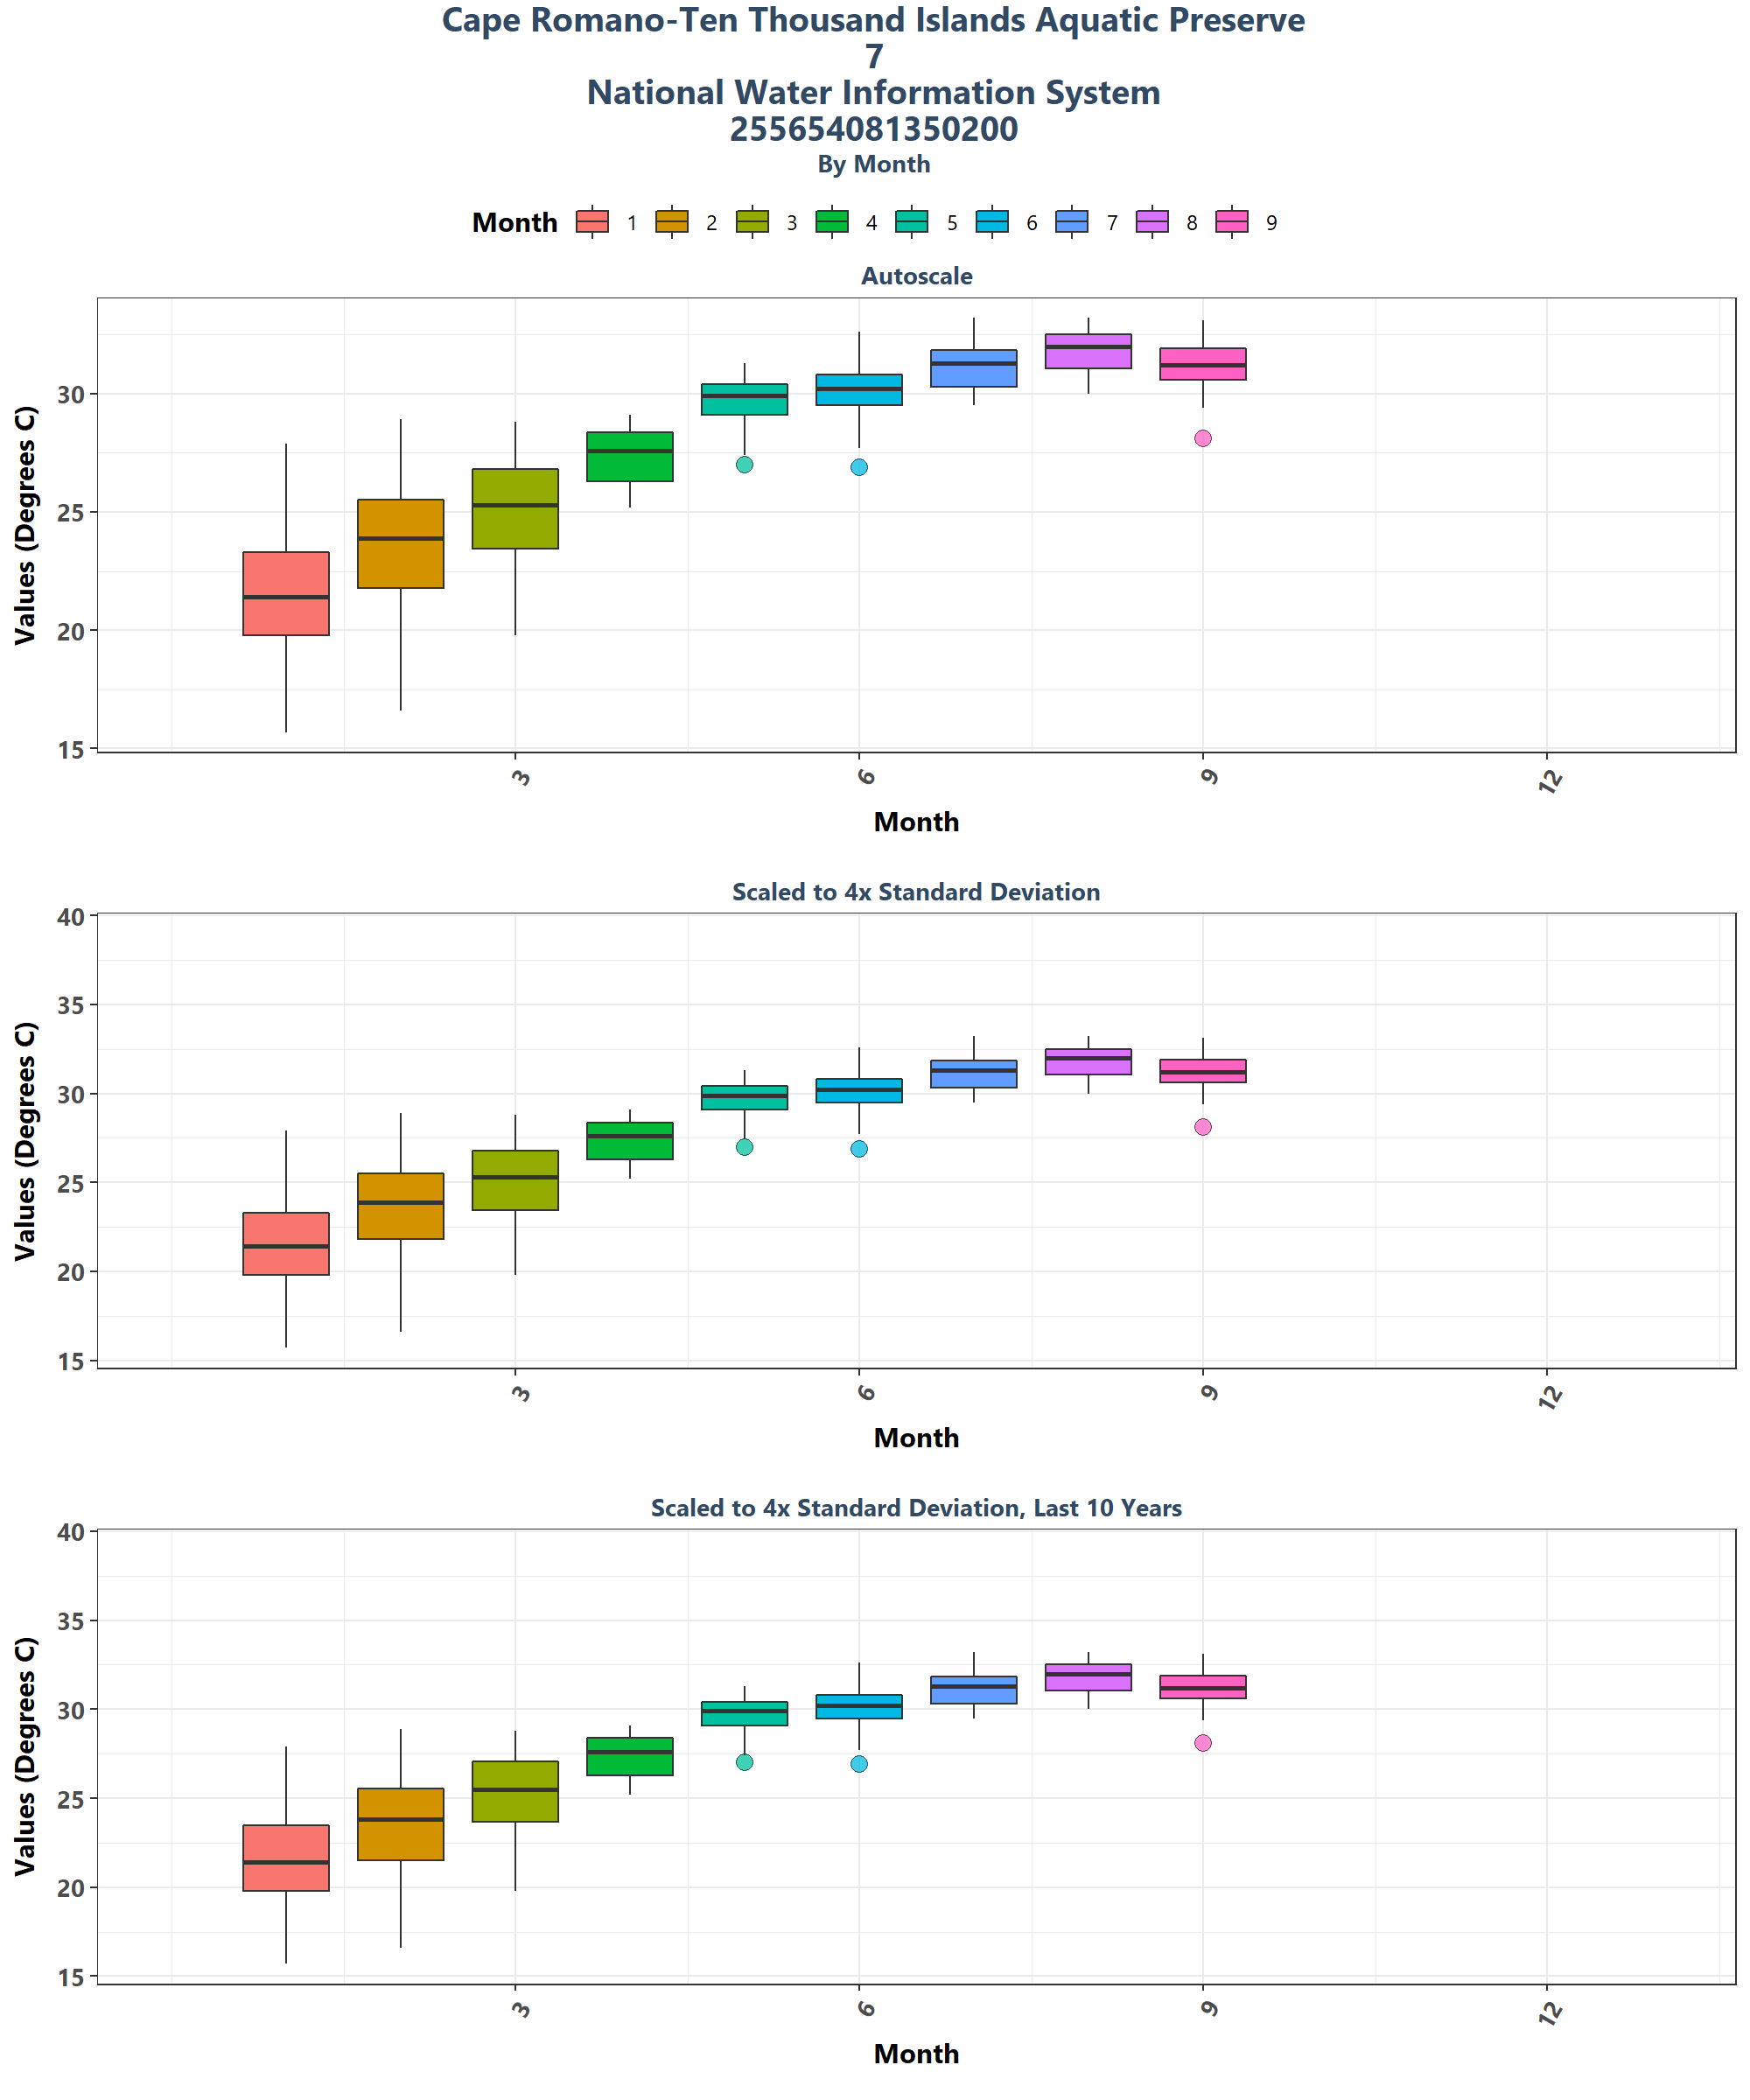 Cape Romano-Ten Thousand Islands Aquatic Preserve
7
National Water Information System
255654081350200
By Month
Month 1 2 3 4 5 6 7 8 9
Autoscale
Values (Degrees C)
30
25
20
15
3 6 9 12
Month
Scaled to 4x Standard Deviation
Values (Degrees C)
40
35
30
25
20
15
3 6 9 12
Month
Scaled to 4x Standard Deviation, Last 10 Years
Values (Degrees C)
40
35
30
25
20
15
3 6 9 12
Month